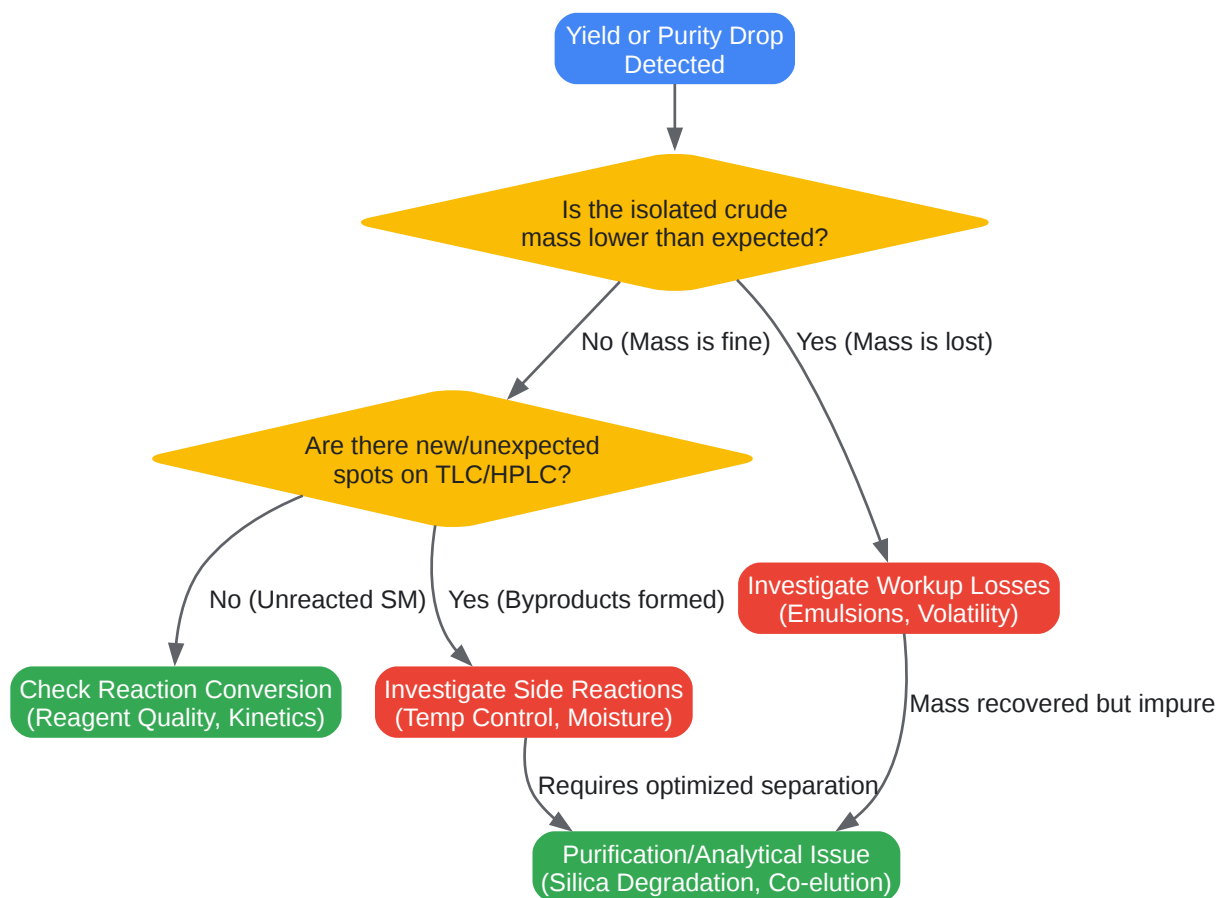 Yield or Purity Drop
Detected
Is the isolated crude
mass lower than expected?
No (Mass is fine)
Yes (Mass is lost)
Are there new/unexpected
spots on TLC/HPLC?
No (Unreacted SM)
Yes (Byproducts formed)
Investigate Workup Losses
(Emulsions, Volatility)
Check Reaction Conversion
(Reagent Quality, Kinetics)
Investigate Side Reactions
(Temp Control, Moisture)
Mass recovered but impure
Requires optimized separation
Purification/Analytical Issue
(Silica Degradation, Co-elution)